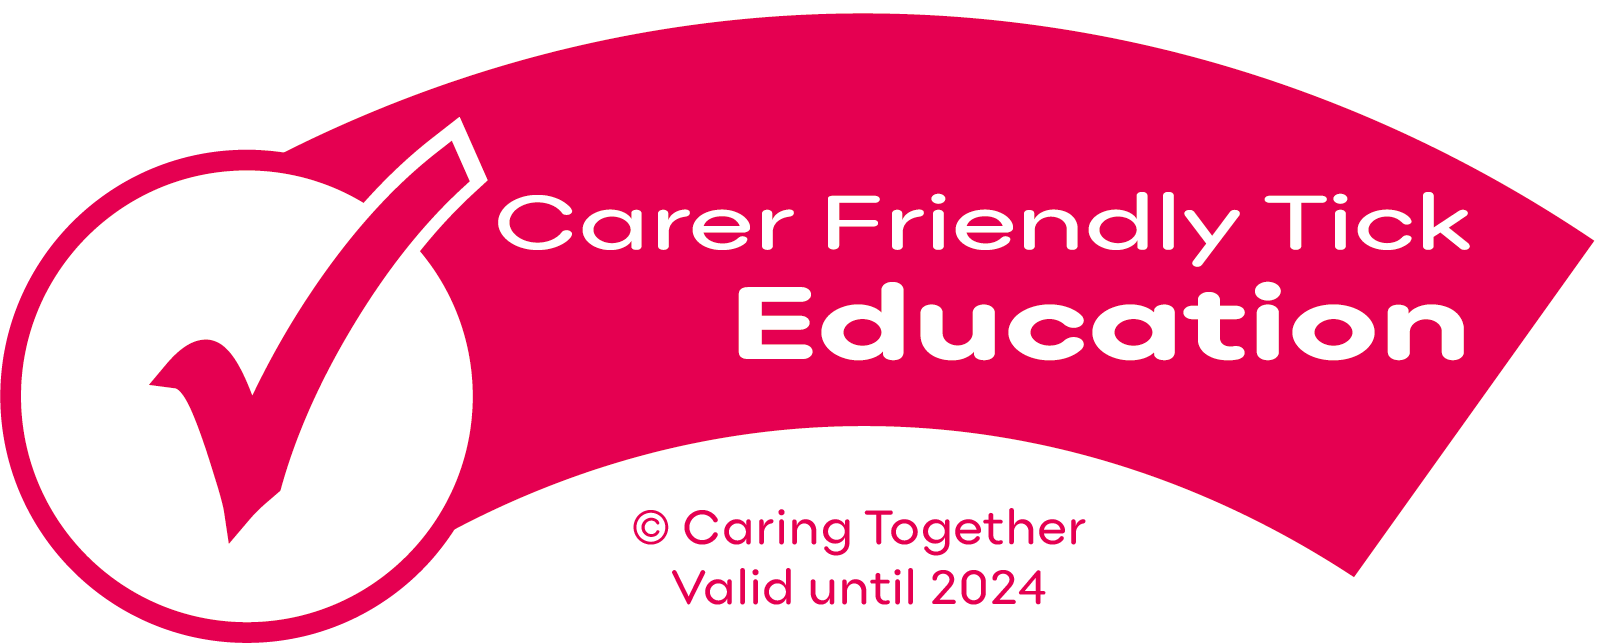 Carer Friendly Tick
Education
© Caring Together
Valid until 2024